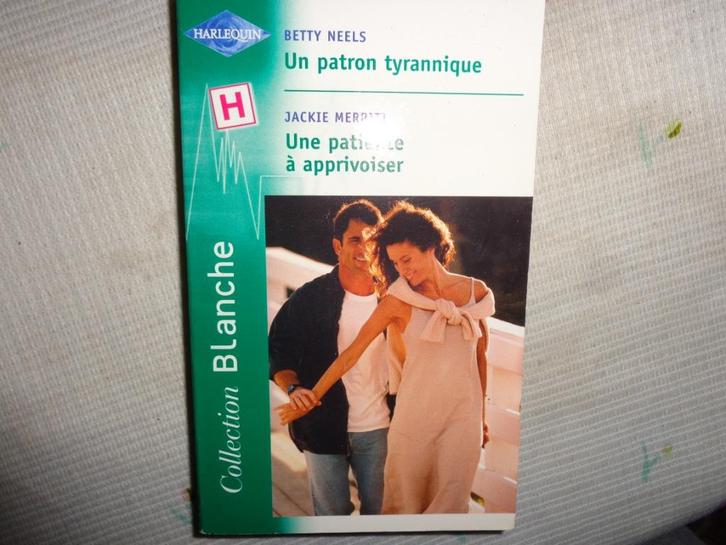 HARLEQUIN
BETTY NEELS
Un patron tyrannique
H
JACKIE
Une
à apprivoiser
Collection Blanche